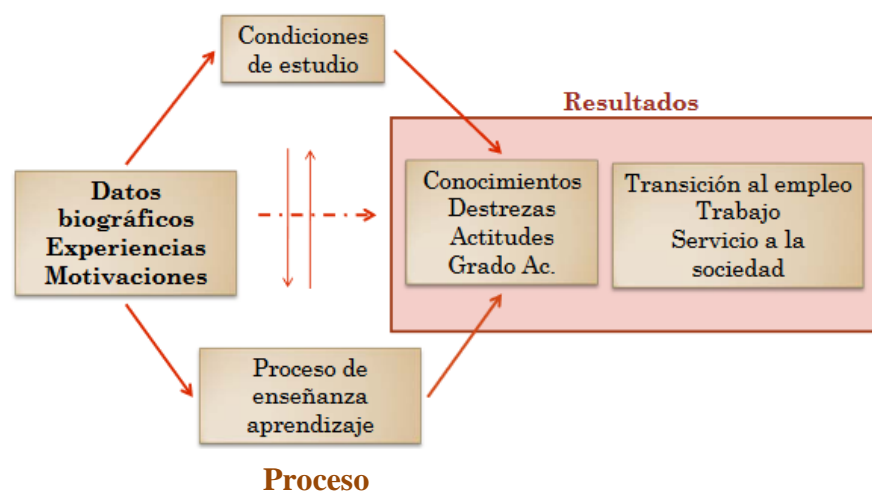 Condiciones
de estudio
Resultados
Datos
biográficos
Experiencias
Motivaciones
Conocimientos
Destrezas
Actitudes
Grado Ac.
Transición al empleo
Trabajo
Servicio a la
sociedad
Proceso de
enseñanza
aprendizaje
Proceso